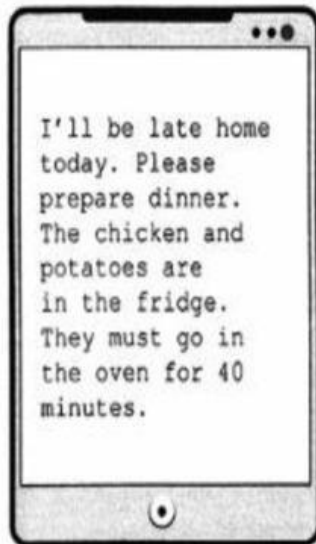 I'll be late home
today. Please
prepare dinner.
The chicken and
potatoes are
in the fridge.
They must go in
the oven for 40
minutes.